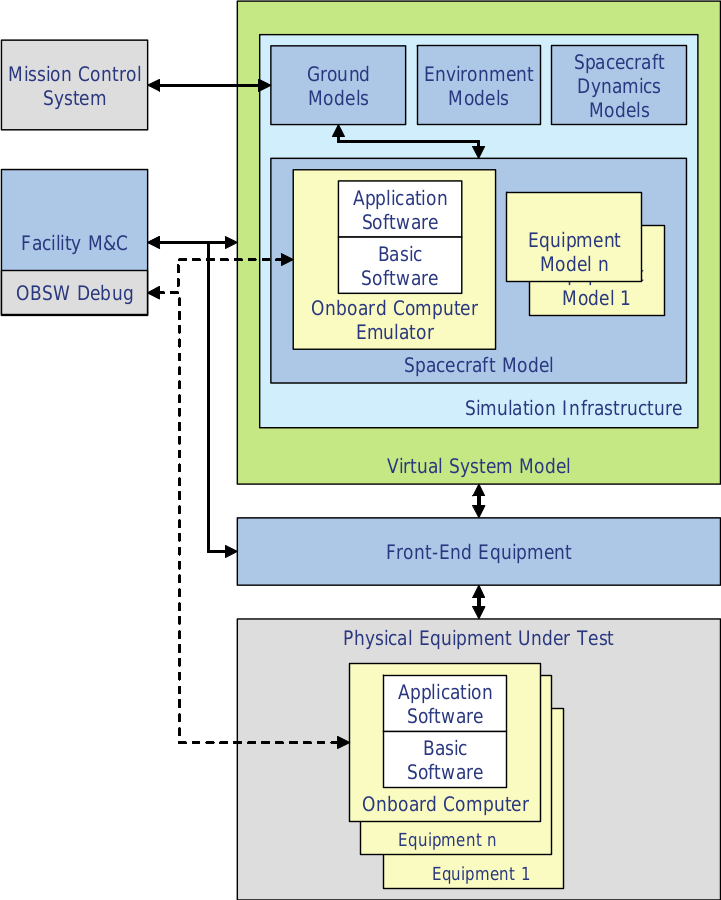 Mission Control
System
Ground
Models
Environment
Models
Spacecraft
Dynamics
Models
Facility M&C
OBSW Debug
Application
Software
Basic
Software
Onboard Computer
Emulator
Equipment
Model n
Model 1
Spacecraft Model
Simulation Infrastructure
Virtual System Model
Front-End Equipment
Physical Equipment Under Test
Application
Software
Basic
Software
Onboard Computer
Equipment n
Equipment 1